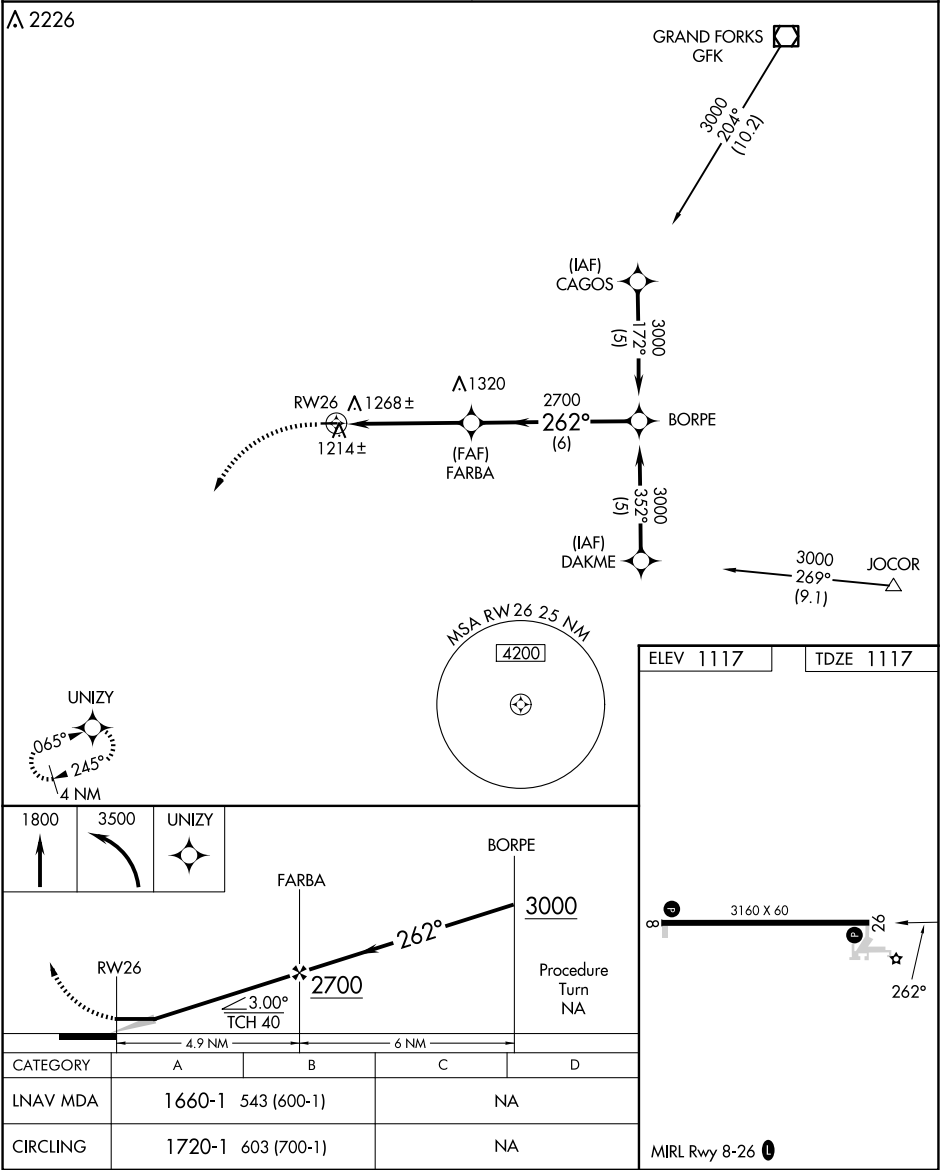 2226
GRAND FORKS
GFK
3000
204°
(10.2)
(IAF)
CAGOS
3000
172°
(5)
1320
RW26
1268 ±
2700
262°
(6)
BORPE
1214 ±
(FAF)
FARBA
3000
352°
(5)
(IAF)
DAKME
3000
269°
(9.1)
JOCOR
MSA RW26 25 NM
4200
UNIZY
065°
245°
4 NM
ELEV 1117
TDZE 1117
1800
3500
UNIZY
BORPE
FARBA
3000
262°
RW26
2700
3.00°
TCH 40
Procedure
Turn
NA
4.9 NM
6 NM
8
P
3160 X 60
P
26
262°
CATEGORY A B C D
LNAV MDA 1660-1 543 (600-1) NA
CIRCLING 1720-1 603 (700-1) NA
MIRL Rwy 8-26 L